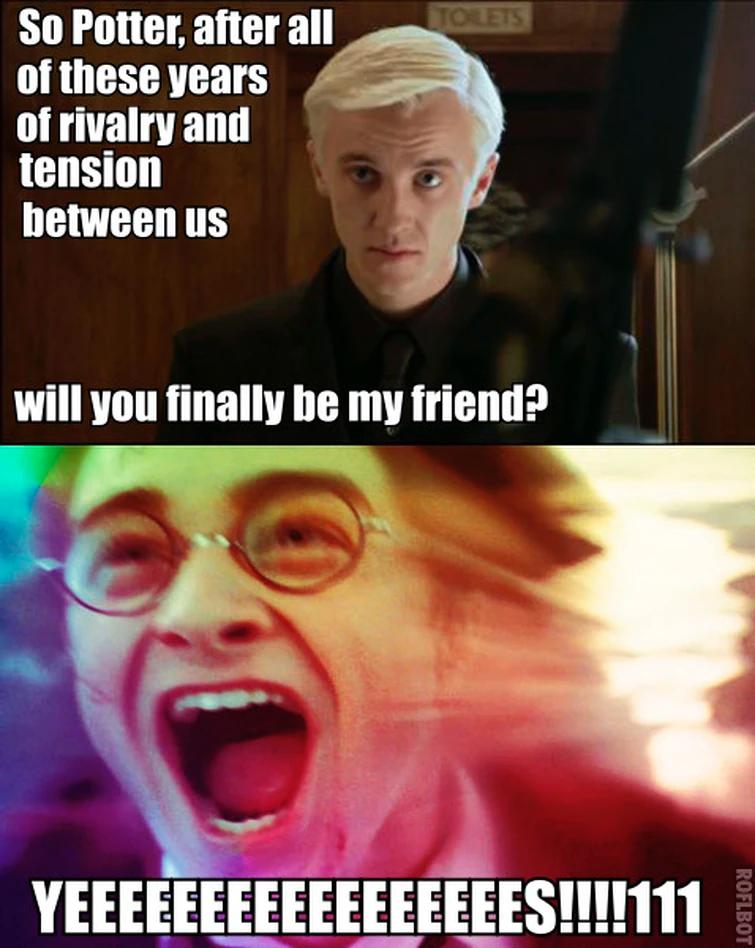 TOILETS
So Potter, after all
of these years
of rivalry and
tension
between us
will you finally be my friend?
YEEEEEEEEEEEEEEEEES!!!!111
ROFLBOT